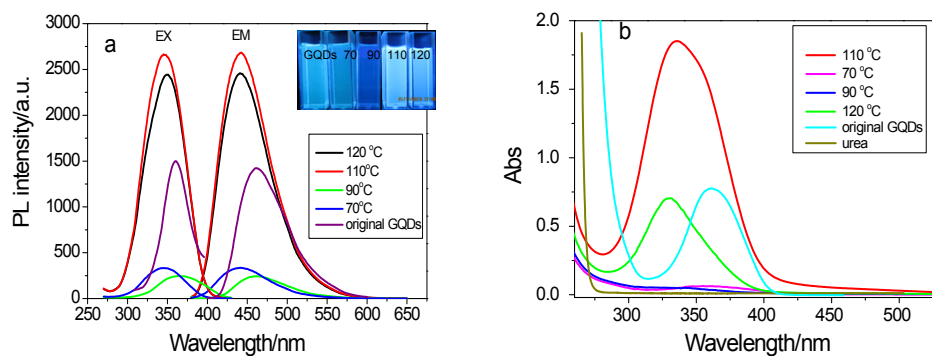 a
EX
EM
GQDs 70 90 110 120
3000
2500
2000
1500
1000
500
0
PL intensity/a.u.
120 °C
110°C
90°C
70°C
original GQDs
250 300 350 400 450 500 550 600 650
Wavelength/nm
b
2.0
1.5
1.0
0.5
0.0
Abs
110 °C
70 °C
90 °C
120 °C
original GQDs
urea
300 350 400 450 500
Wavelength/nm